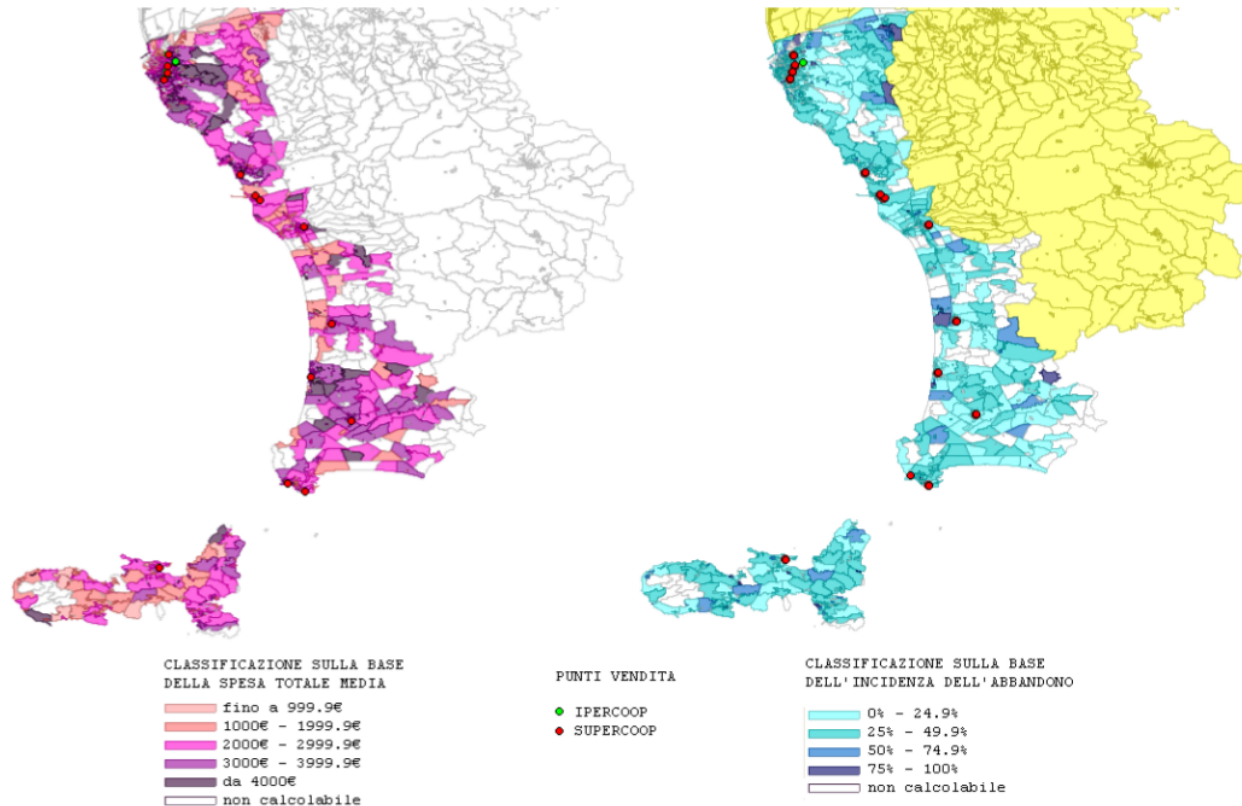 CLASSIFICAZIONE SULLA BASE
DELLA SPESA TOTALE MEDIA
fino a 999.9€
1000€ - 1999.9€
2000€ - 2999.9€
3000€ - 3999.9€
da 4000€
non calcolabile
PUNTI VENDITA
IPERCOOP
SUPERCOOP
CLASSIFICAZIONE SULLA BASE
DELL'INCIDENZA DELL'ABBANDONO
0% - 24.9%
25% - 49.9%
50% - 74.9%
75% - 100%
non calcolabile